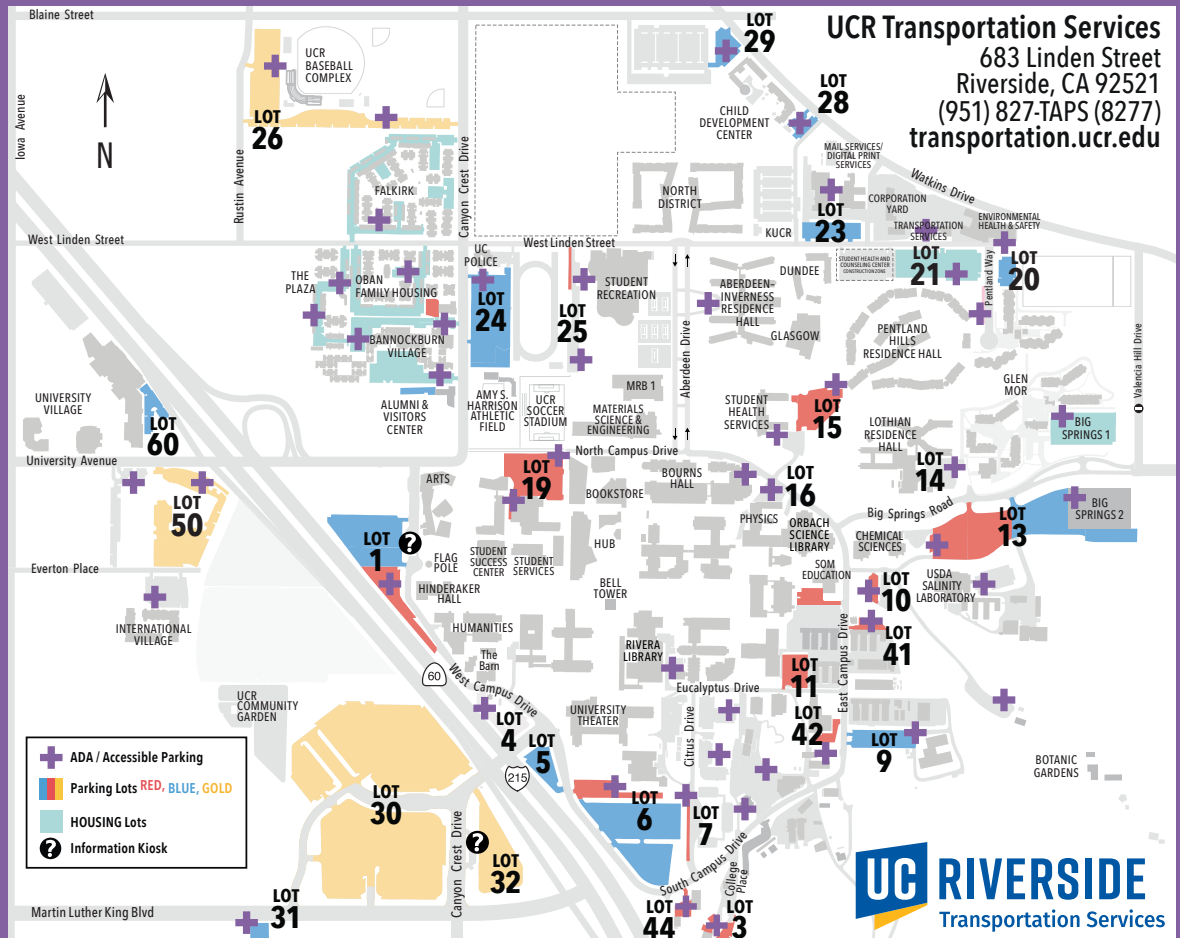 Blaine Street
UCR Transportation Services
683 Linden Street
Riverside, CA 92521
(951) 827-TAPS (8277)
transportation.ucr.edu
LOT
29
UCR
BASEBALL
COMPLEX
LOT
28
Iowa Avenue
N
LOT
26
CHILD
DEVELOPMENT
CENTER
MAIL SERVICES/
DIGITAL PRINT
SERVICES
Watkins Drive
Rustin Avenue
Canyon Crest Drive
FALKIRK
NORTH
DISTRICT
CORPORATION
YARD
LOT
23
KUCR
TRANSPORTATION
SERVICES
ENVIRONMENTAL
HEALTH & SAFETY
West Linden Street
West Linden Street
UC
POLICE
THE
PLAZA
OBAN
FAMILY HOUSING
LOT
24
STUDENT
RECREATION
LOT
25
ABERDEEN-
INVERNESS
RESIDENCE
HALL
DUNDEE
STUDENT HEALTH AND
COUNSELING CENTER
CONSTRUCTION ZONE
LOT
21
Pentland Way
LOT
20
BANNOCKBURN
VILLAGE
Aberdeen Drive
GLASGOW
PENTLAND
HILLS
RESIDENCE HALL
Valencia Hill Drive
UNIVERSITY
VILLAGE
LOT
60
ALUMNI &
VISITORS
CENTER
AMY S.
HARRISON
ATHLETIC
FIELD
UCR
SOCCER
STADIUM
MRB 1
MATERIALS
SCIENCE &
ENGINEERING
STUDENT
HEALTH
SERVICES
LOT
15
GLEN
MOR
LOTHIAN
RESIDENCE
HALL
BIG
SPRINGS 1
University Avenue
North Campus Drive
LOT
14
LOT
50
ARTS
LOT
19
BOOKSTORE
BOURNS
HALL
LOT
16
Big Springs Road
LOT
13
BIG
SPRINGS 2
PHYSICS
ORBACH
SCIENCE
LIBRARY
CHEMICAL
SCIENCES
LOT
1
?
FLAG
POLE
STUDENT
SUCCESS
CENTER
STUDENT
SERVICES
HUB
Everton Place
HINDERAKER
HALL
BELL
TOWER
SOM
EDUCATION
LOT
10
USDA
SALINITY
LABORATORY
INTERNATIONAL
VILLAGE
HUMANITIES
The
Barn
RIVERA
LIBRARY
East Campus Drive
LOT
41
60
West Campus Drive
Eucalyptus Drive
LOT
11
UCR
COMMUNITY
GARDEN
LOT
4
UNIVERSITY
THEATER
Citrus Drive
LOT
42
LOT
9
LOT
5
215
BOTANIC
GARDENS
ADA / Accessible Parking
Parking Lots RED, BLUE, GOLD
HOUSING Lots
? Information Kiosk
LOT
30
LOT
6
LOT
7
Canyon Crest Drive
?
LOT
32
South Campus Drive
College
Place
Martin Luther King Blvd
LOT
31
LOT
44
LOT
3
UC RIVERSIDE
Transportation Services